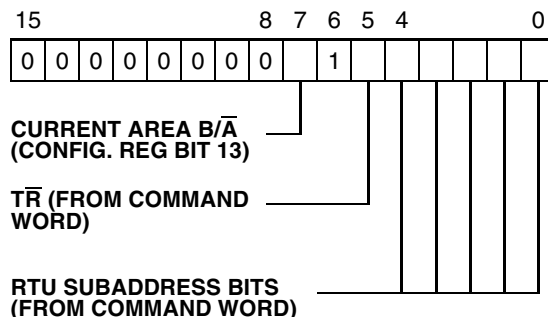 15 8 7 6 5 4 0
0 0 0 0 0 0 0 0 1
CURRENT AREA B/A̅
(CONFIG. REG BIT 13)
TR̅ (FROM COMMAND
WORD)
RTU SUBADDRESS BITS
(FROM COMMAND WORD)